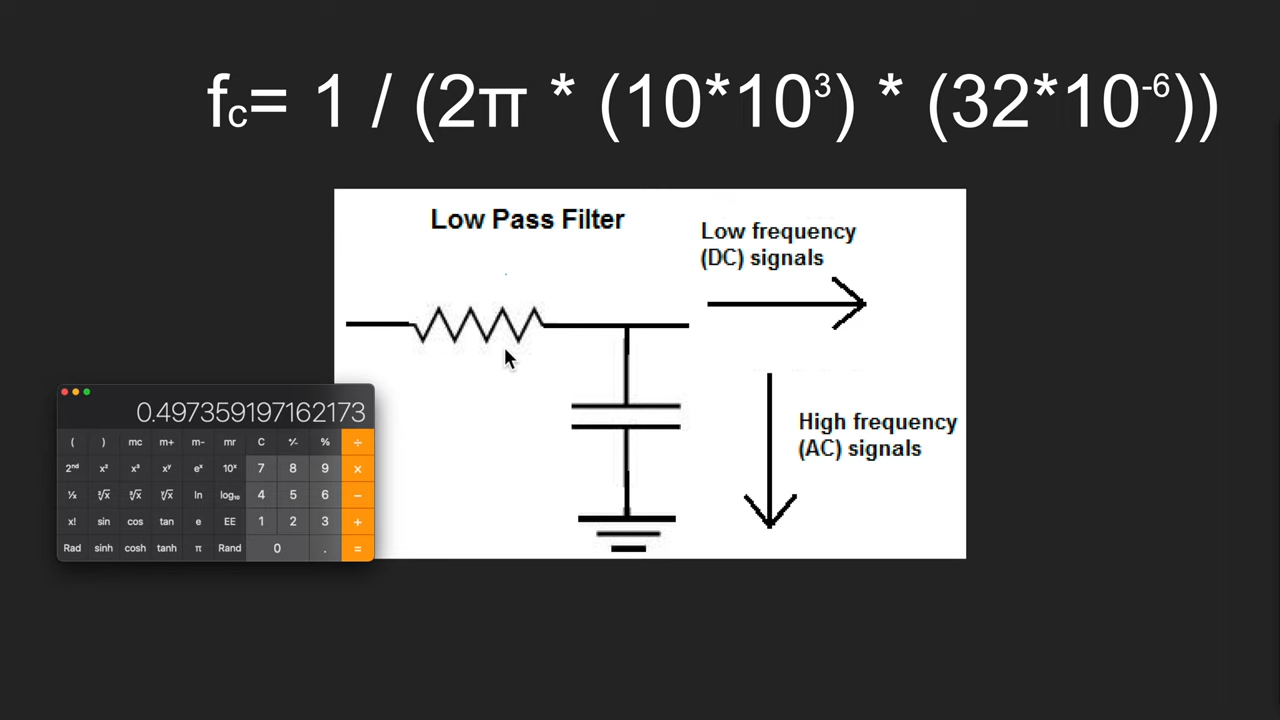 f꜀= 1 / (2π * (10*10³) * (32*10⁻⁶))
Low Pass Filter
Low frequency
(DC) signals
High frequency
(AC) signals
0.497359197162173
( ) mc m+ m- mr C ⁺∕₋ % ÷
2ⁿᵈ x² x³ xʸ eˣ 10ˣ 7 8 9 ×
¹∕ₓ ²√x ³√x ʸ√x ln log₁₀ 4 5 6 −
x! sin cos tan e EE 1 2 3 +
Rad sinh cosh tanh π Rand 0 . =